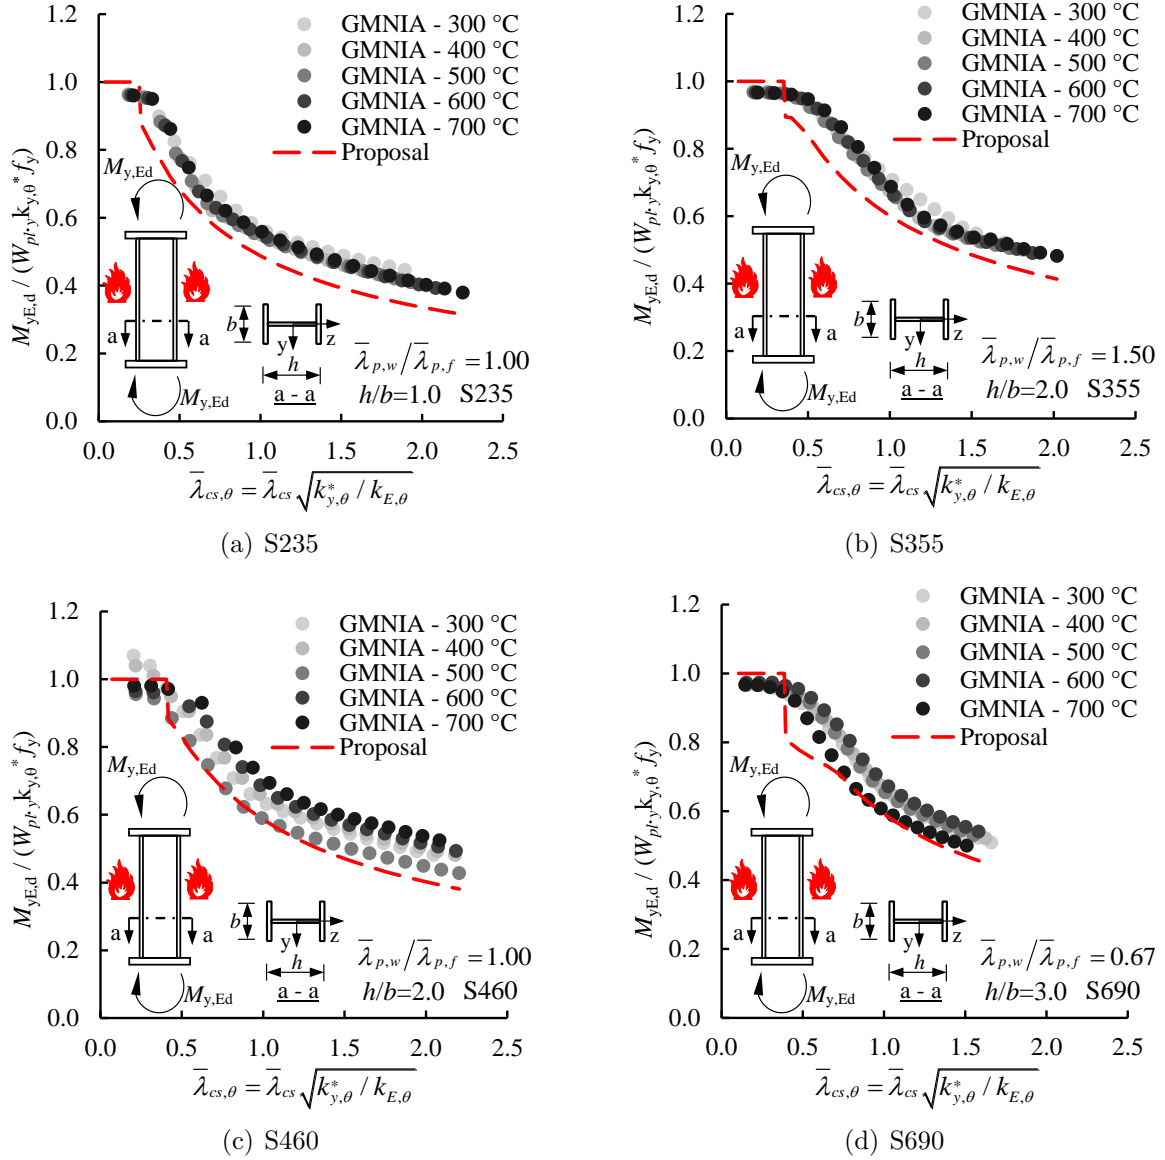 1.2
1.0
0.8
0.6
0.4
0.2
0.0
0.0 0.5 1.0 1.5 2.0 2.5
M_yE,d / (W_pl,y k_y,θ* f_y)
GMNIA - 300 °C
GMNIA - 400 °C
GMNIA - 500 °C
GMNIA - 600 °C
GMNIA - 700 °C
Proposal
M_y,Ed
a a
b
y z
h
a - a
M_y,Ed
λ̅_p,w / λ̅_p,f = 1.00
h/b=1.0 S235
λ̅_cs,θ = λ̅_cs √(k*_y,θ / k_E,θ)
(a) S235
1.2
1.0
0.8
0.6
0.4
0.2
0.0
0.0 0.5 1.0 1.5 2.0 2.5
M_yE,d / (W_pl,y k_y,θ* f_y)
GMNIA - 300 °C
GMNIA - 400 °C
GMNIA - 500 °C
GMNIA - 600 °C
GMNIA - 700 °C
Proposal
M_y,Ed
a a
b
y z
h
a - a
M_y,Ed
λ̅_p,w / λ̅_p,f = 1.50
h/b=2.0 S355
λ̅_cs,θ = λ̅_cs √(k*_y,θ / k_E,θ)
(b) S355
1.2
1.0
0.8
0.6
0.4
0.2
0.0
0.0 0.5 1.0 1.5 2.0 2.5
M_yE,d / (W_pl,y k_y,θ* f_y)
GMNIA - 300 °C
GMNIA - 400 °C
GMNIA - 500 °C
GMNIA - 600 °C
GMNIA - 700 °C
Proposal
M_y,Ed
a a
b
y z
h
a - a
M_y,Ed
λ̅_p,w / λ̅_p,f = 1.00
h/b=2.0 S460
λ̅_cs,θ = λ̅_cs √(k*_y,θ / k_E,θ)
(c) S460
1.2
1.0
0.8
0.6
0.4
0.2
0.0
0.0 0.5 1.0 1.5 2.0 2.5
M_yE,d / (W_pl,y k_y,θ* f_y)
GMNIA - 300 °C
GMNIA - 400 °C
GMNIA - 500 °C
GMNIA - 600 °C
GMNIA - 700 °C
Proposal
M_y,Ed
a a
b
y z
h
a - a
M_y,Ed
λ̅_p,w / λ̅_p,f = 0.67
h/b=3.0 S690
λ̅_cs,θ = λ̅_cs √(k*_y,θ / k_E,θ)
(d) S690